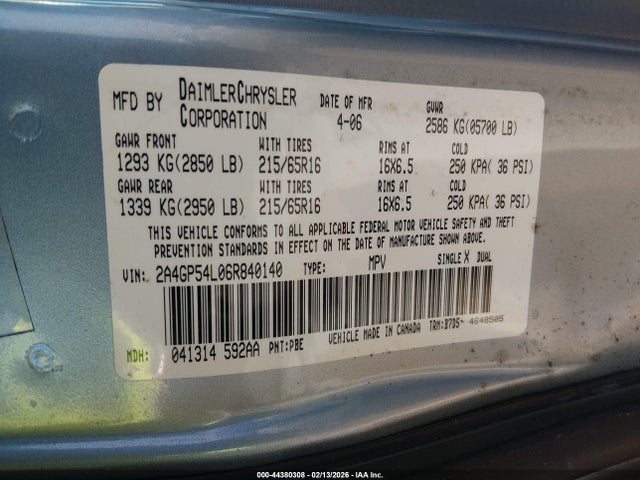 MFD BY DAIMLERCHRYSLER CORPORATION DATE OF MFR 4-06 GVWR 2586 KG(05700 LB)
GAWR FRONT WITH TIRES RIMS AT COLD
1293 KG(2850 LB) 215/65R16 16X6.5 250 KPA( 36 PSI)
GAWR REAR WITH TIRES RIMS AT COLD
1339 KG(2950 LB) 215/65R16 16X6.5 250 KPA( 36 PSI)
THIS VEHICLE CONFORMS TO ALL APPLICABLE FEDERAL MOTOR VEHICLE SAFETY AND THEFT
PREVENTION STANDARDS IN EFFECT ON THE DATE OF MANUFACTURE SHOWN ABOVE.
VIN: 2A4GP54L06R840140 TYPE: MPV SINGLE X DUAL
MDH: 041314 592AA PNT:PBE VEHICLE MADE IN CANADA TRM:B7D5- 4648505
000-44380308 - 02/13/2026 - IAA Inc.